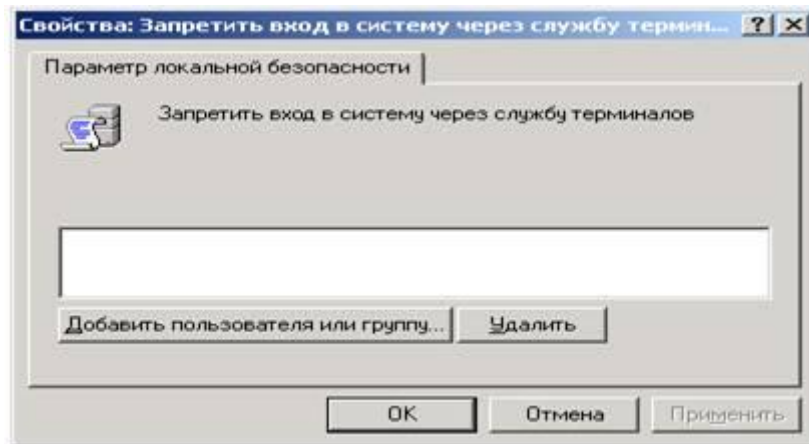 Свойства: Запретить вход в систему через службу термин...
Параметр локальной безопасности
Запретить вход в систему через службу терминалов
Добавить пользователя или группу...
Удалить
OK
Отмена
Применить